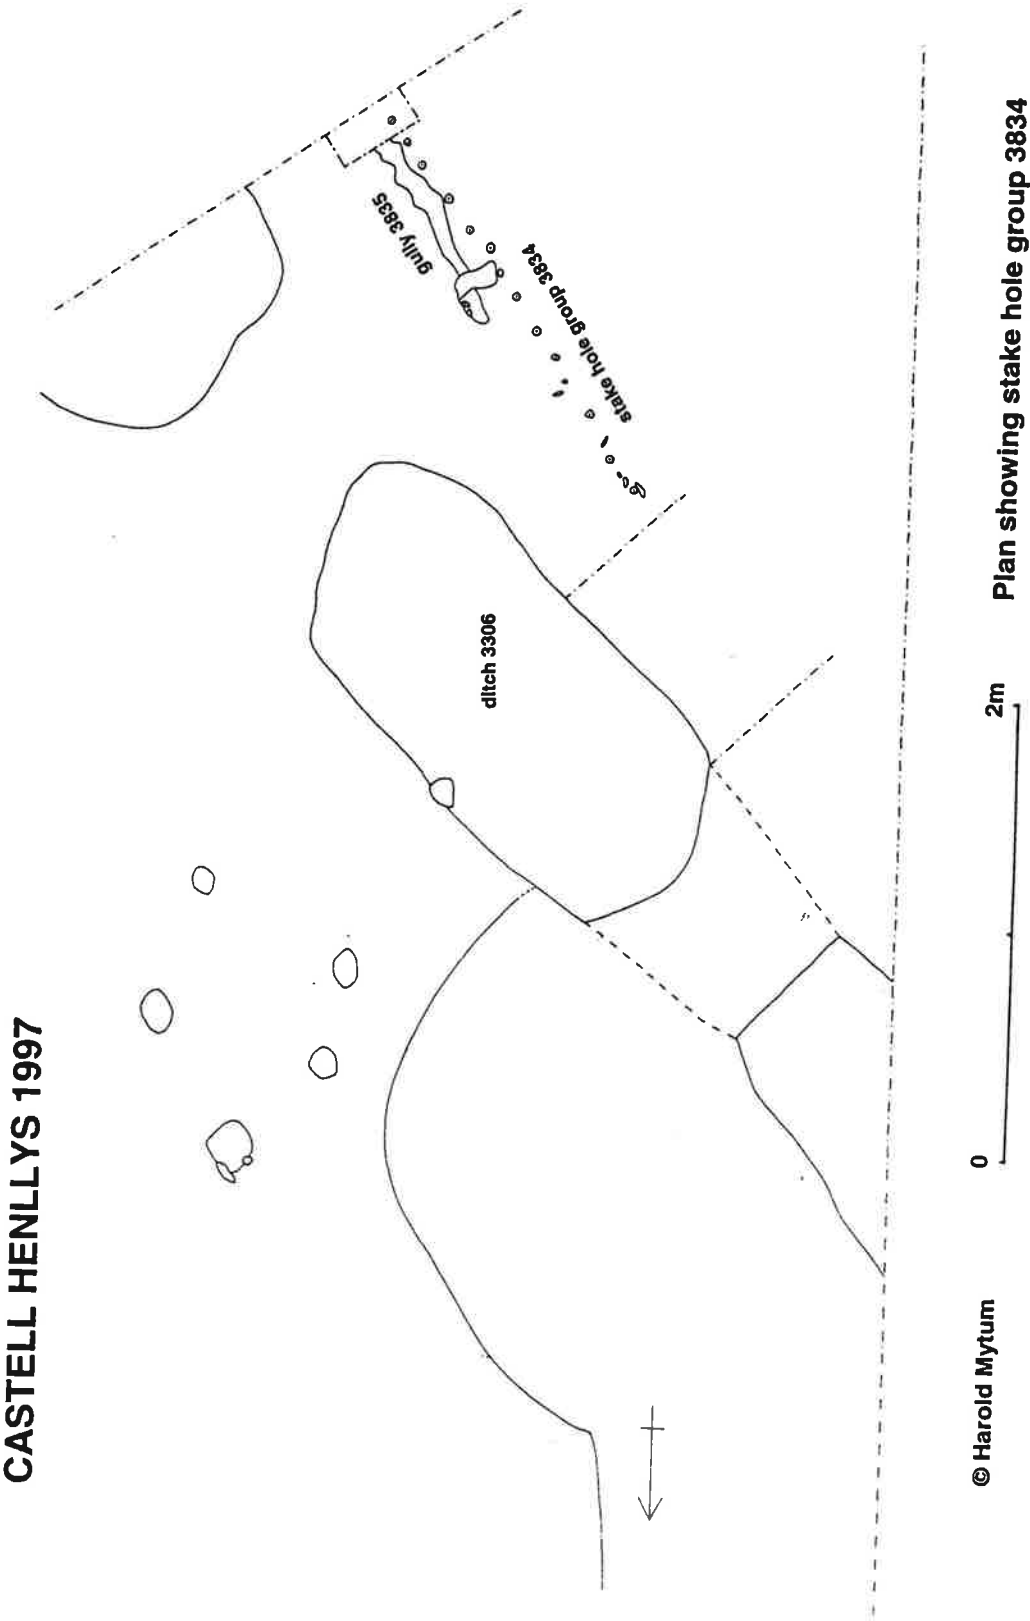 CASTELL HENLLYS 1997
gully 3835
stake hole group 3834
ditch 3306
0
2m
© Harold Mytum
Plan showing stake hole group 3834